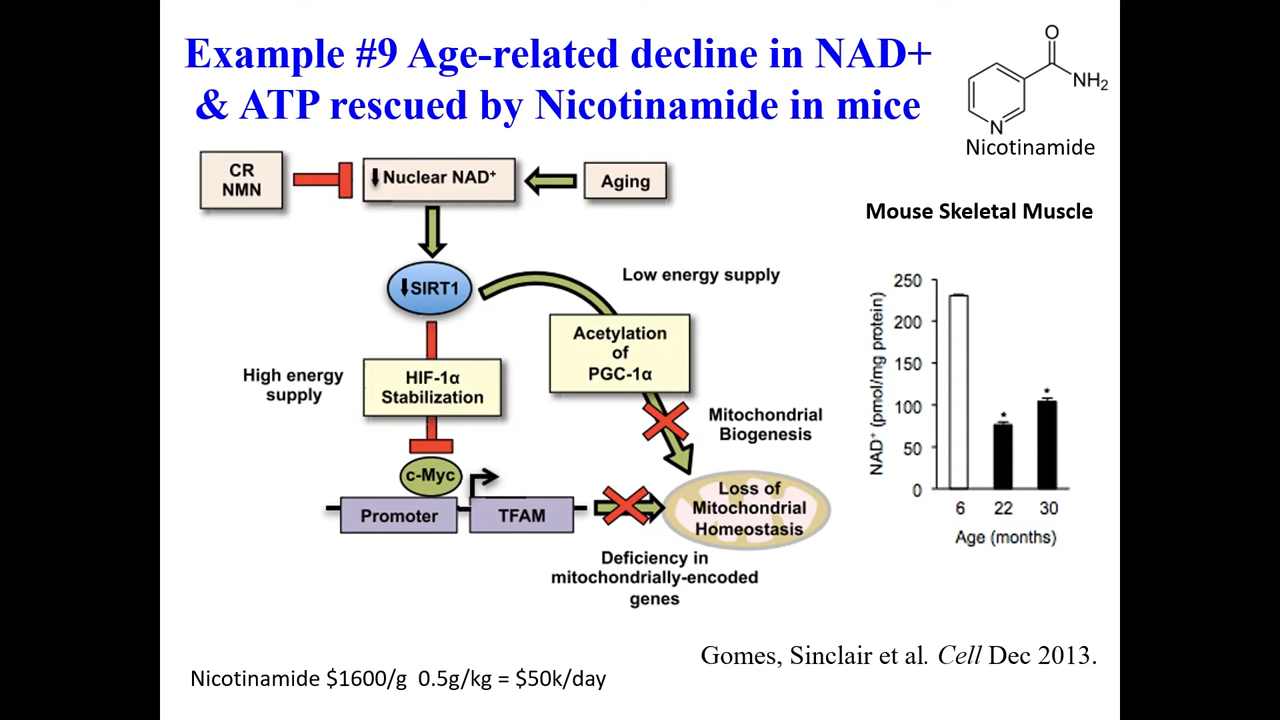 Example #9 Age-related decline in NAD+
& ATP rescued by Nicotinamide in mice
O
NH₂
N
Nicotinamide
CR
NMN
⬇Nuclear NAD⁺
Aging
Mouse Skeletal Muscle
⬇SIRT1
Low energy supply
Acetylation
of
PGC-1α
High energy
supply
HIF-1α
Stabilization
Mitochondrial
Biogenesis
c-Myc
Promoter
TFAM
Loss of
Mitochondrial
Homeostasis
Deficiency in
mitochondrially-encoded
genes
NAD⁺ (pmol/mg protein)
250
200
150
100
50
0
*
*
6 22 30
Age (months)
Gomes, Sinclair et al. Cell Dec 2013.
Nicotinamide $1600/g 0.5g/kg = $50k/day